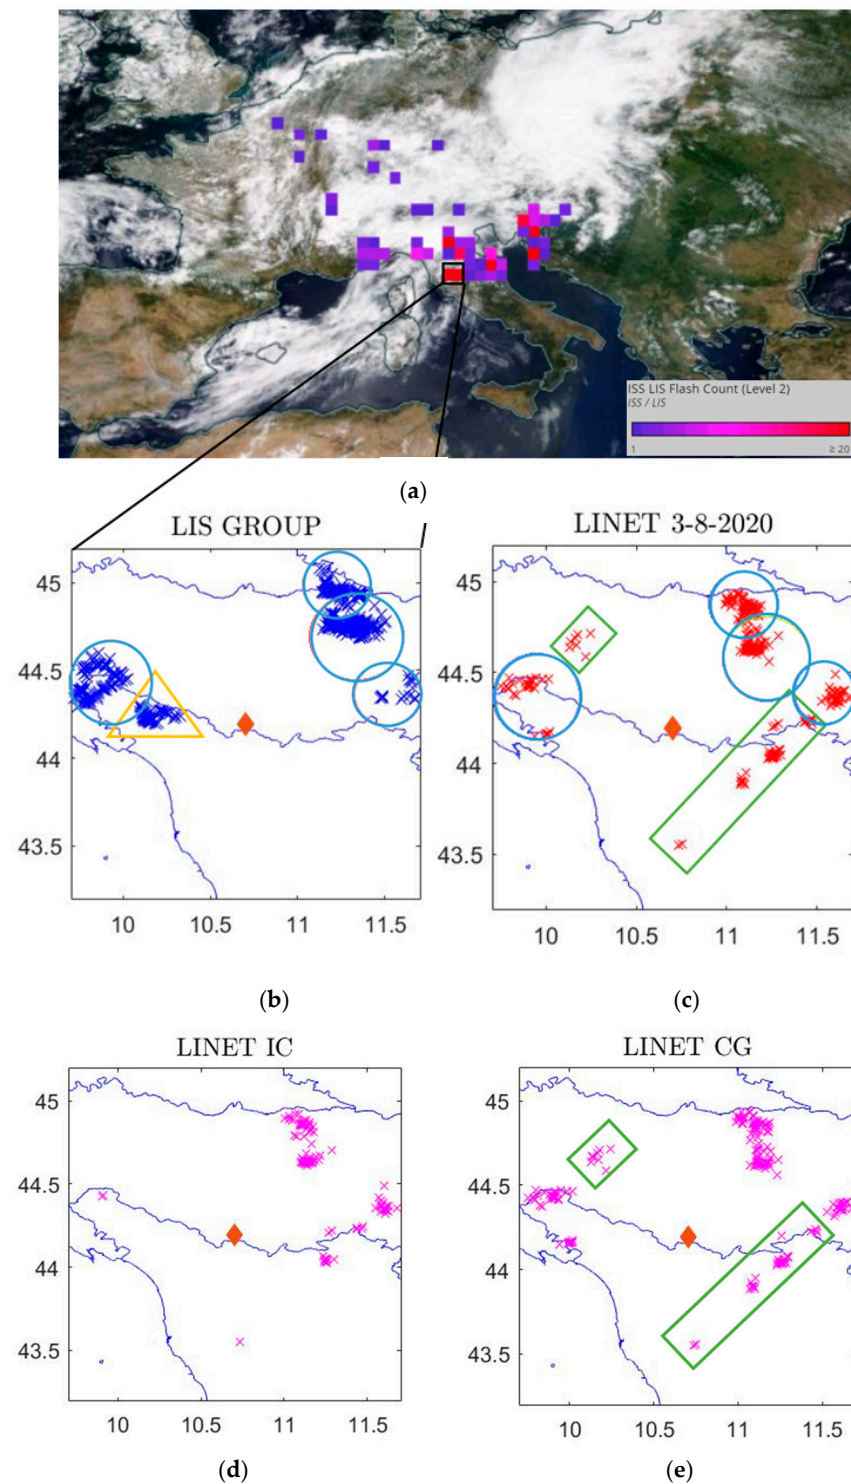 ISS LIS Flash Count (Level 2)
ISS / LIS
1 ≥ 20
(a)
LIS GROUP
LINET 3-8-2020
45
44.5
44
43.5
10 10.5 11 11.5
45
44.5
44
43.5
10 10.5 11 11.5
(b)
(c)
LINET IC
LINET CG
45
44.5
44
43.5
10 10.5 11 11.5
45
44.5
44
43.5
10 10.5 11 11.5
(d)
(e)